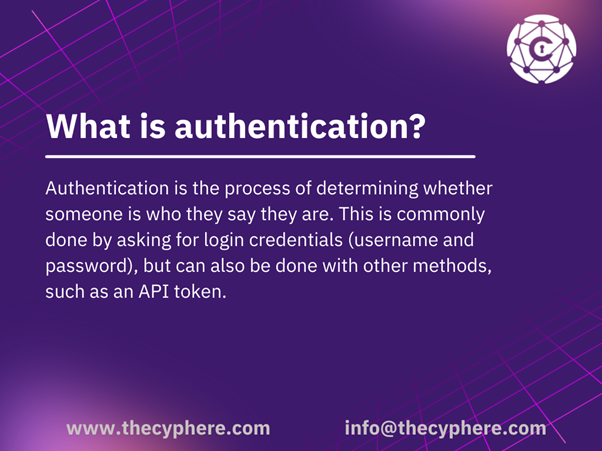 What is authentication?
Authentication is the process of determining whether
someone is who they say they are. This is commonly
done by asking for login credentials (username and
password), but can also be done with other methods,
such as an API token.
www.thecyphere.com
info@thecyphere.com